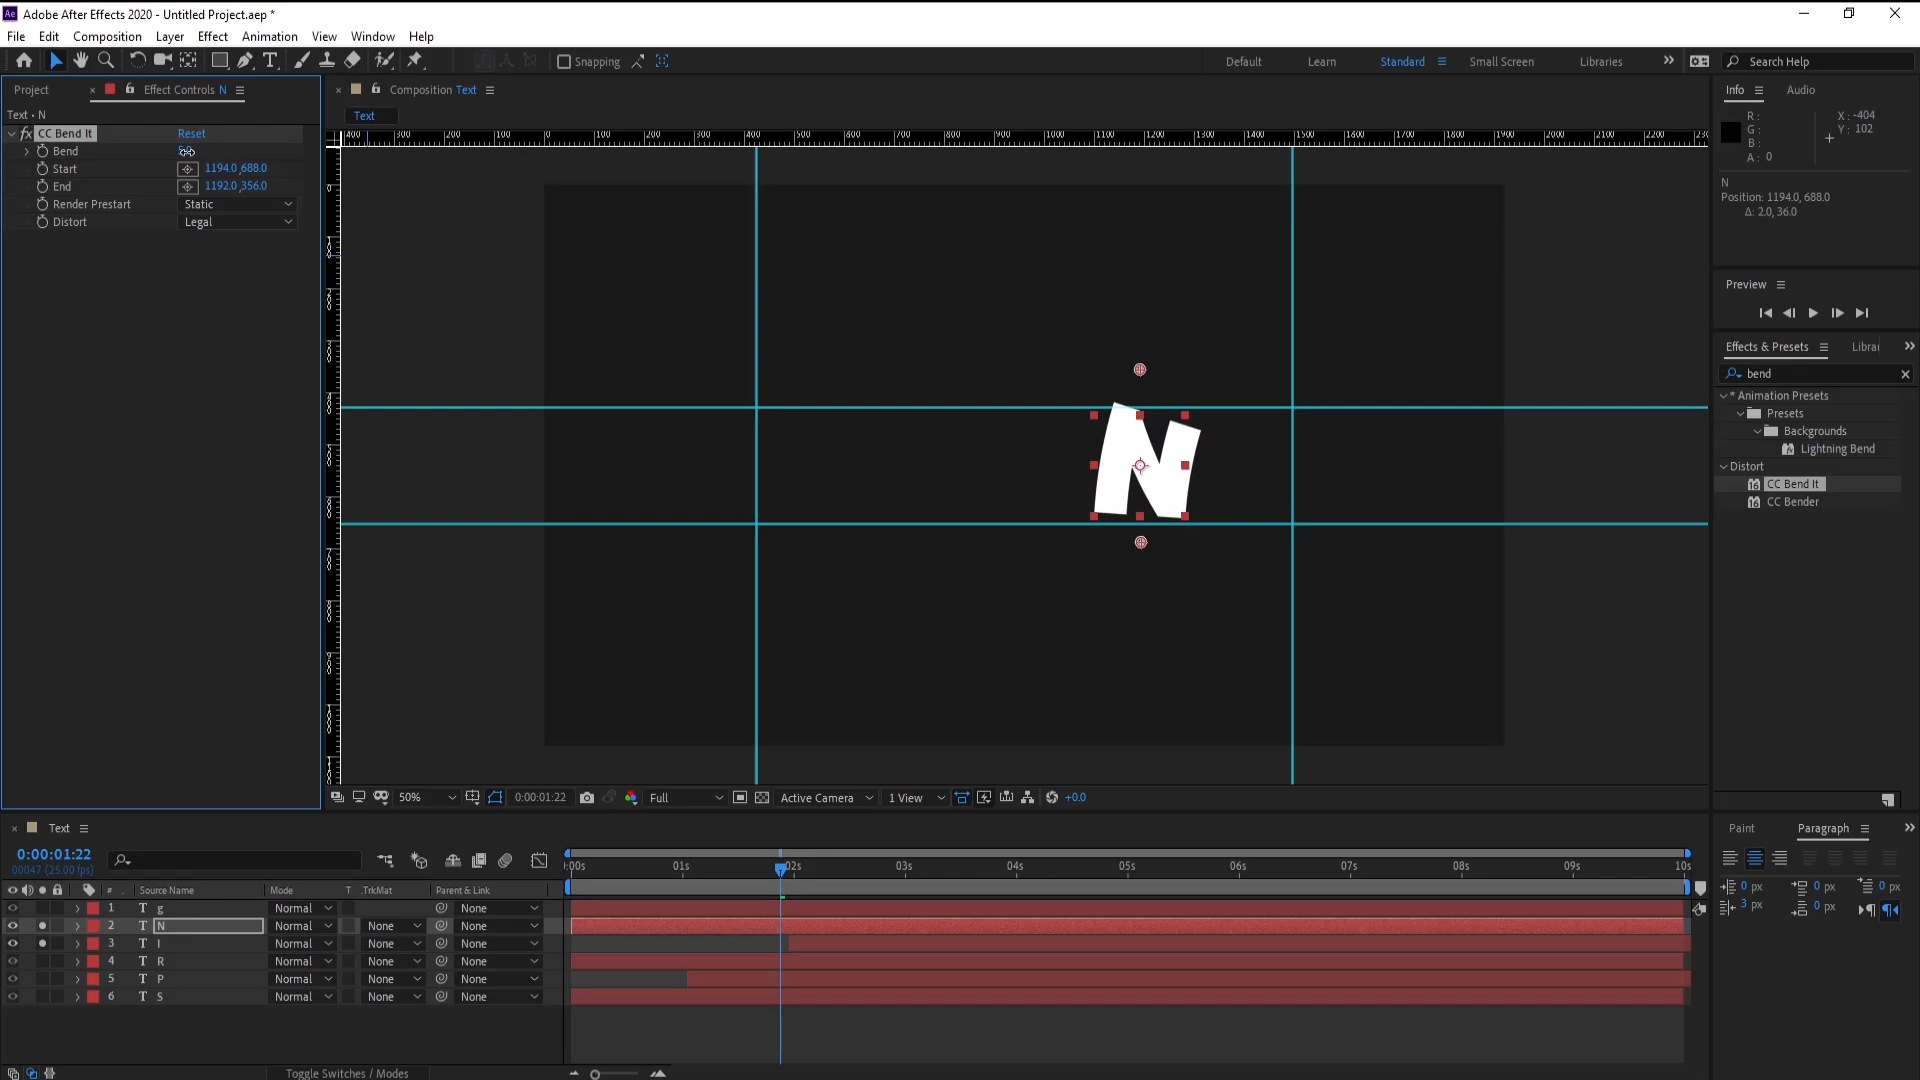 Adobe After Effects 2020 - Untitled Project.aep *
File Edit Composition Layer Effect Animation View Window Help
Snapping
Default Learn Standard Small Screen Libraries
Search Help
Project
Effect Controls N
Text • N
fx CC Bend It Reset
Bend
Start 1194.0,688.0
End 1192.0,356.0
Render Prestart Static
Distort Legal
Composition Text
Text
N
50% 0:00:01:22 Full Active Camera 1 View +0.0
Info Audio
R :
G :
B :
A : 0
X : -404
Y : 102
N
Position: 1194.0, 688.0
Δ: 2.0, 36.0
Preview
Effects & Presets
bend
* Animation Presets
Presets
Backgrounds
Lightning Bend
Distort
CC Bend It
CC Bender
Paint Paragraph
0 px 0 px 0 px
3 px 0 px
Text
0:00:01:22
00047 (25.00 fps)
# Source Name Mode T .TrkMat Parent & Link
:00s 01s 02s 03s 04s 05s 06s 07s 08s 09s 10s
1 T g Normal None
2 T N Normal None None
3 T I Normal None None
4 T R Normal None None
5 T P Normal None None
6 T S Normal None None
Toggle Switches / Modes